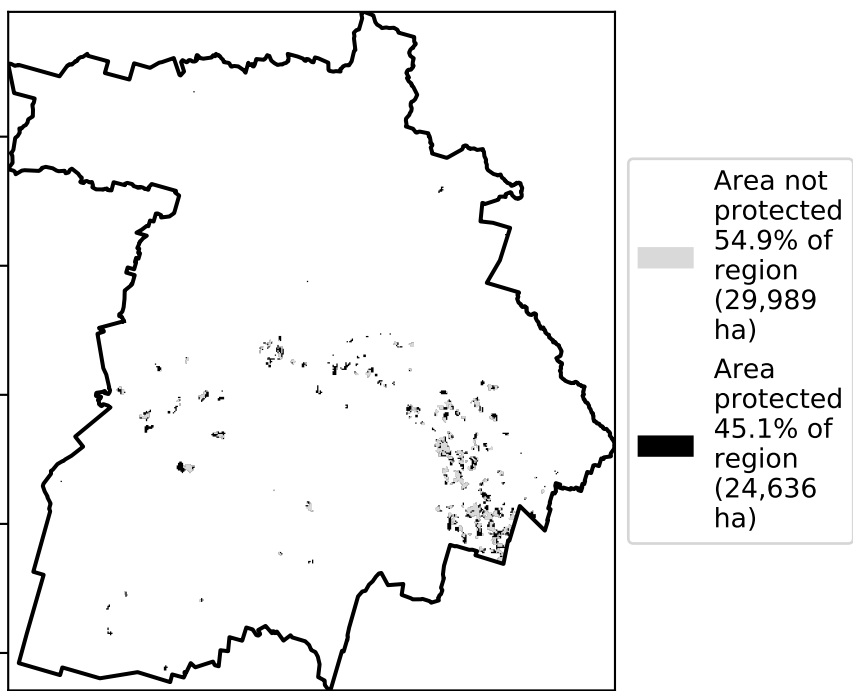 Area not
protected
54.9% of
region
(29,989
ha)
Area
protected
45.1% of
region
(24,636
ha)